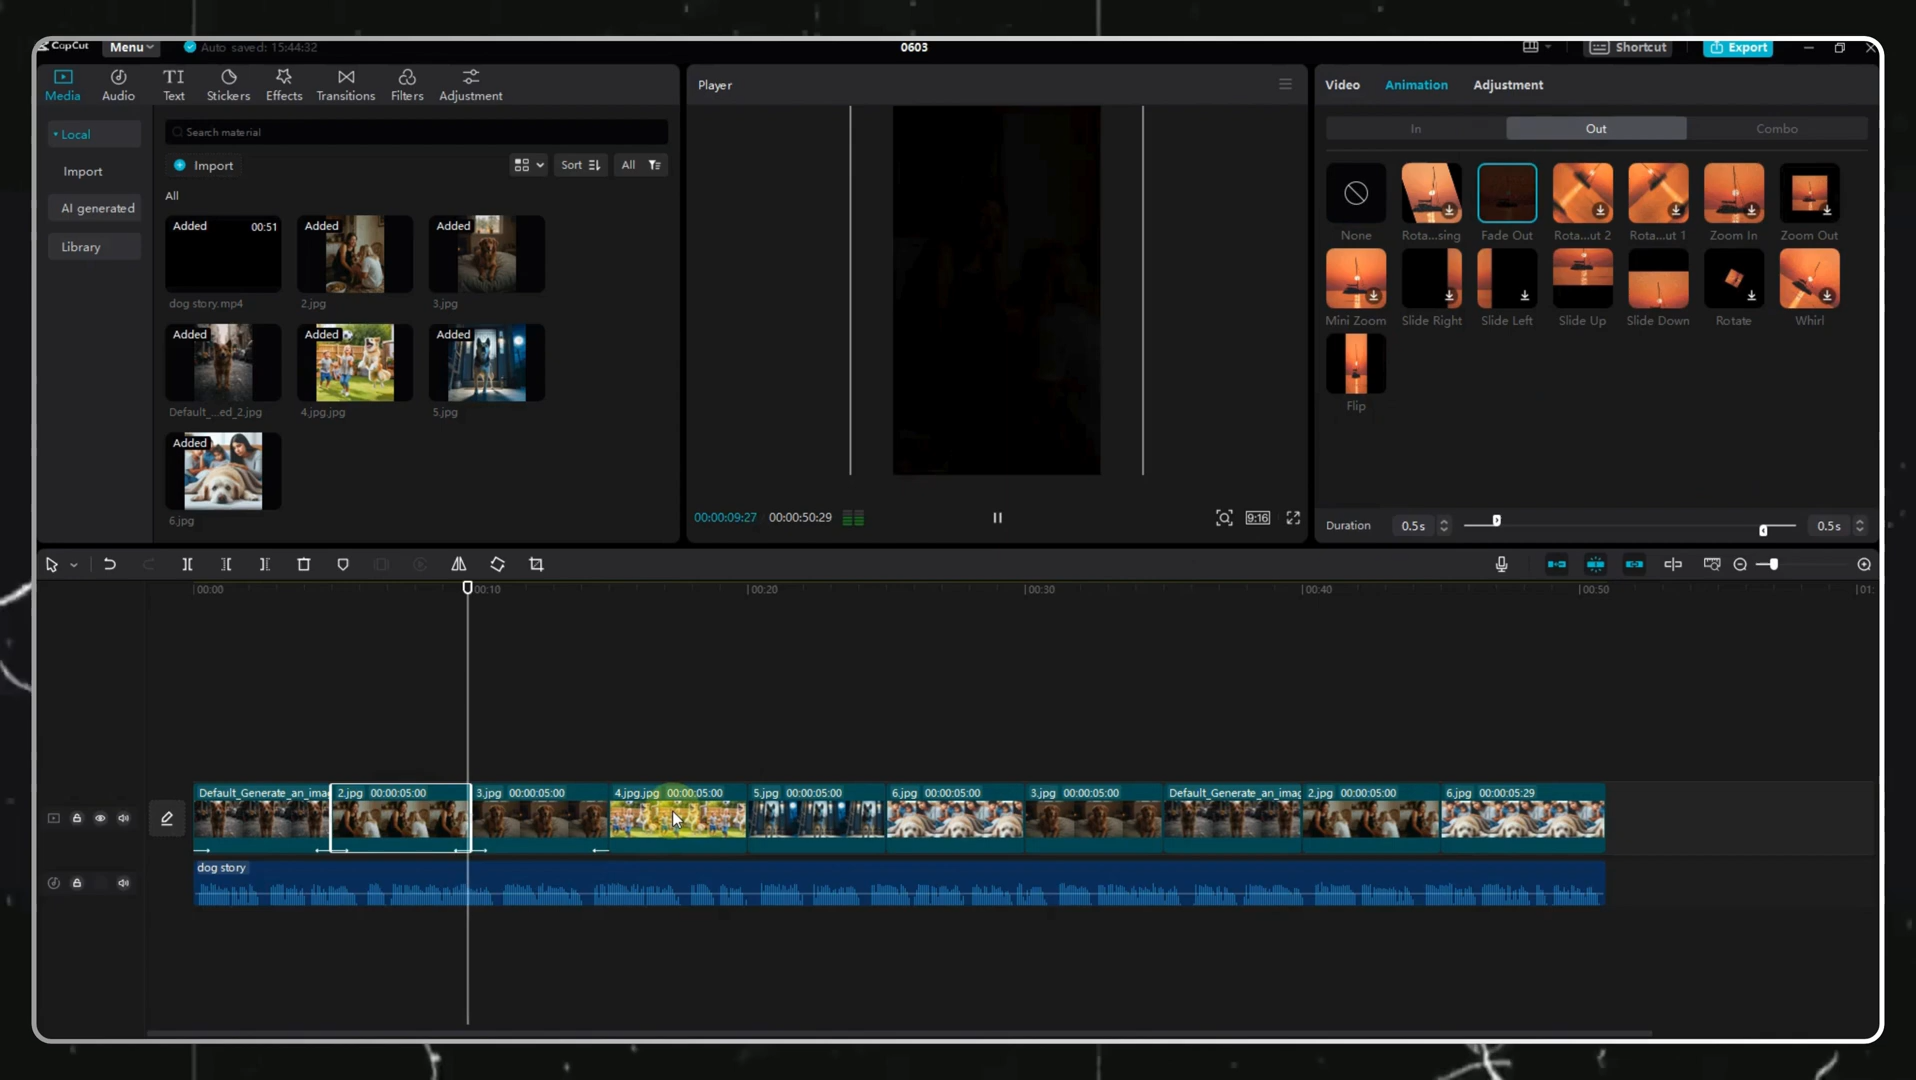 CapCut
Menu
Auto saved: 15:44:32
0603
Shortcut
Export
Media
Audio
TI
Text
Stickers
Effects
Transitions
Filters
Adjustment
Local
Import
AI generated
Library
Search material
Import
Sort
All
All
Added 00:51
dog story.mp4
Added
2.jpg
Added
3.jpg
Added
Default_...ed_2.jpg
Added
4.jpg.jpg
Added
5.jpg
Added
6.jpg
Player
00:00:09:27 00:00:50:29
9:16
Video
Animation
Adjustment
In
Out
Combo
None
Rota...sing
Fade Out
Rota...ut 2
Rota...ut 1
Zoom In
Zoom Out
Mini Zoom
Slide Right
Slide Left
Slide Up
Slide Down
Rotate
Whirl
Flip
Duration 0.5s 0.5s
00:00
00:10
00:20
00:30
00:40
00:50
01:
Default_Generate_an_imag
2.jpg 00:00:05:00
3.jpg 00:00:05:00
4.jpg.jpg 00:00:05:00
5.jpg 00:00:05:00
6.jpg 00:00:05:00
3.jpg 00:00:05:00
Default_Generate_an_imag
2.jpg 00:00:05:00
6.jpg 00:00:05:29
dog story